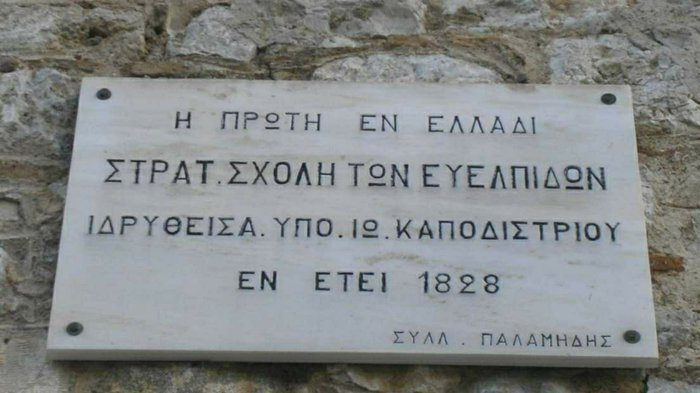 Η ΠΡΩΤΗ ΕΝ ΕΛΛΑΔΙ
ΣΤΡΑΤ. ΣΧΟΛΗ ΤΩΝ ΕΥΕΛΠΙΔΩΝ
ΙΔΡΥΘΕΙΣΑ. ΥΠΟ. ΙΩ. ΚΑΠΟΔΙΣΤΡΙΟΥ
ΕΝ ΕΤΕΙ 1828
ΣΥΛΛ. ΠΑΛΑΜΗΔΗΣ